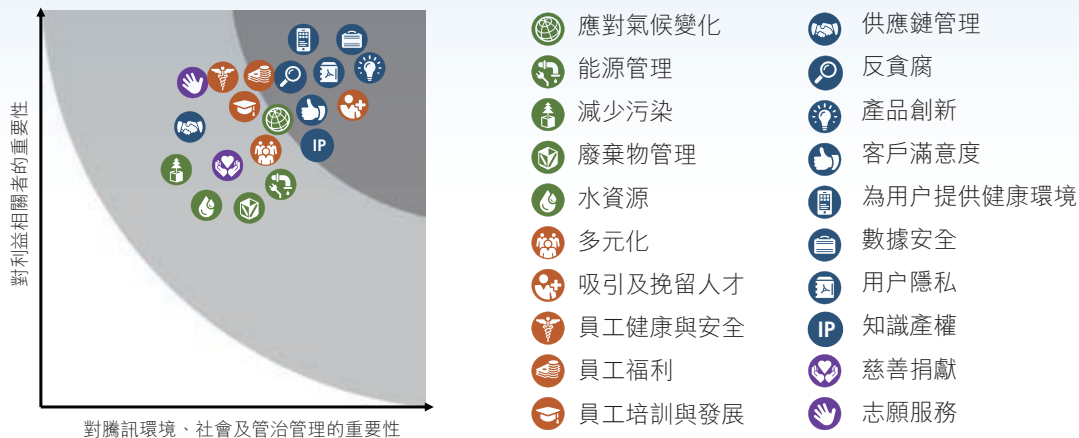 對利益相關者的重要性
IP
對騰訊環境、社會及管治管理的重要性
應對氣候變化
能源管理
減少污染
廢棄物管理
水資源
多元化
吸引及挽留人才
員工健康與安全
員工福利
員工培訓與發展
供應鏈管理
反貪腐
產品創新
客戶滿意度
為用户提供健康環境
數據安全
用户隱私
IP 知識產權
慈善捐獻
志願服務